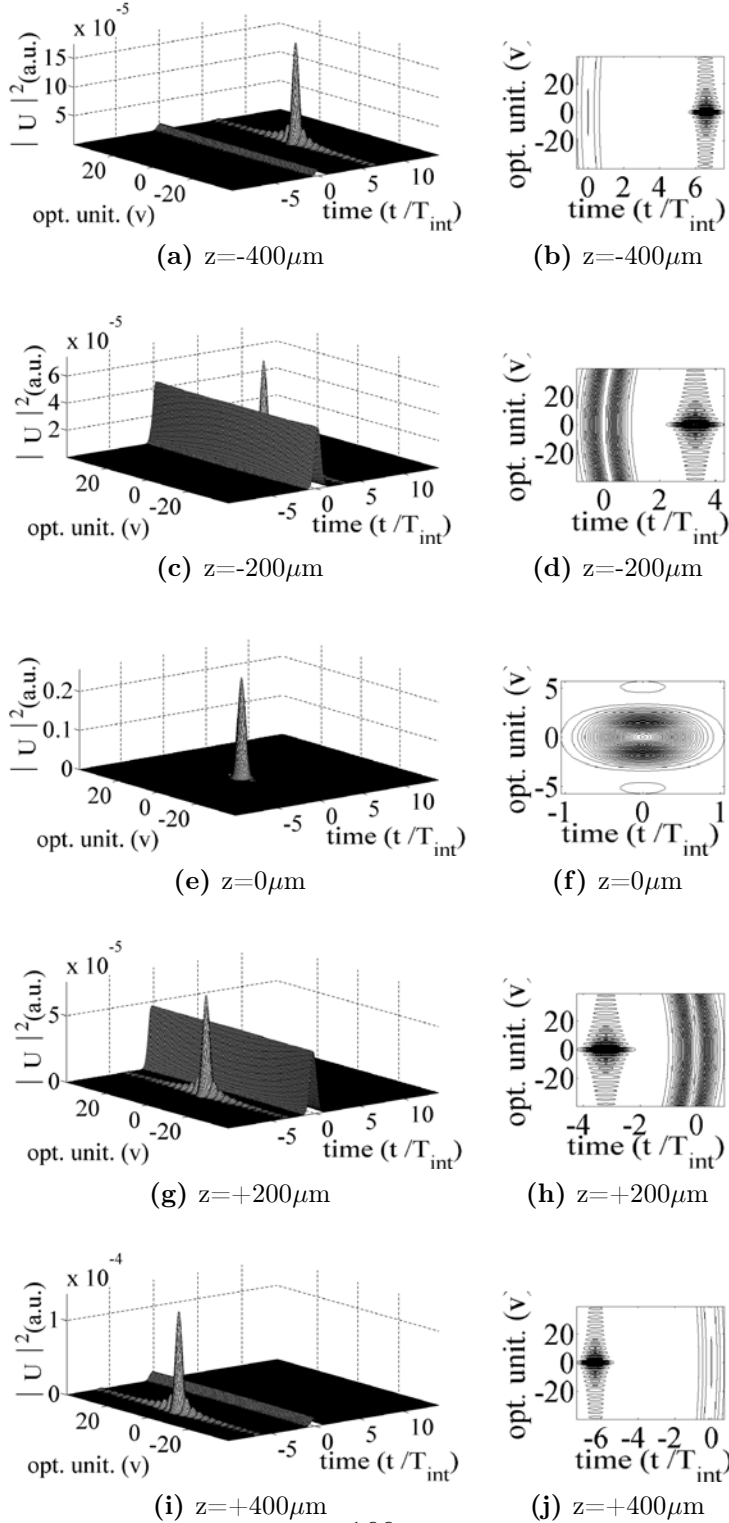 x 10 -5
| U |²(a.u.)
15
10
5
20
0
-20
opt. unit. (v)
-5
0
5
10
time (t /T_int)
opt. unit. (v)
20
0
-20
0 2 4 6
time (t/T_int)
(a) z=-400μm
(b) z=-400μm
x 10 -5
| U |²(a.u.)
6
4
2
20
0
-20
opt. unit. (v)
-5
0
5
10
time (t /T_int)
opt. unit. (v)
20
0
-20
0 2 4
time (t /T_int)
(c) z=-200μm
(d) z=-200μm
| U |²(a.u.)
0.2
0.1
0
20
0
-20
opt. unit. (v)
-5
0
5
10
time (t /T_int)
opt. unit. (v)
5
0
-5
-1 0 1
time (t /T_int)
(e) z=0μm
(f) z=0μm
x 10 -5
| U |²(a.u.)
5
0
20
0
-20
opt. unit. (v)
-5
0
5
10
time (t /T_int)
opt. unit. (v)
20
0
-20
-4 -2 0
time (t /T_int)
(g) z=+200μm
(h) z=+200μm
x 10 -4
| U |²(a.u.)
1
0
20
0
-20
opt. unit. (v)
-5
0
5
10
time (t /T_int)
opt. unit. (v)
20
0
-20
-6 -4 -2 0
time (t /T_int)
(i) z=+400μm
(j) z=+400μm